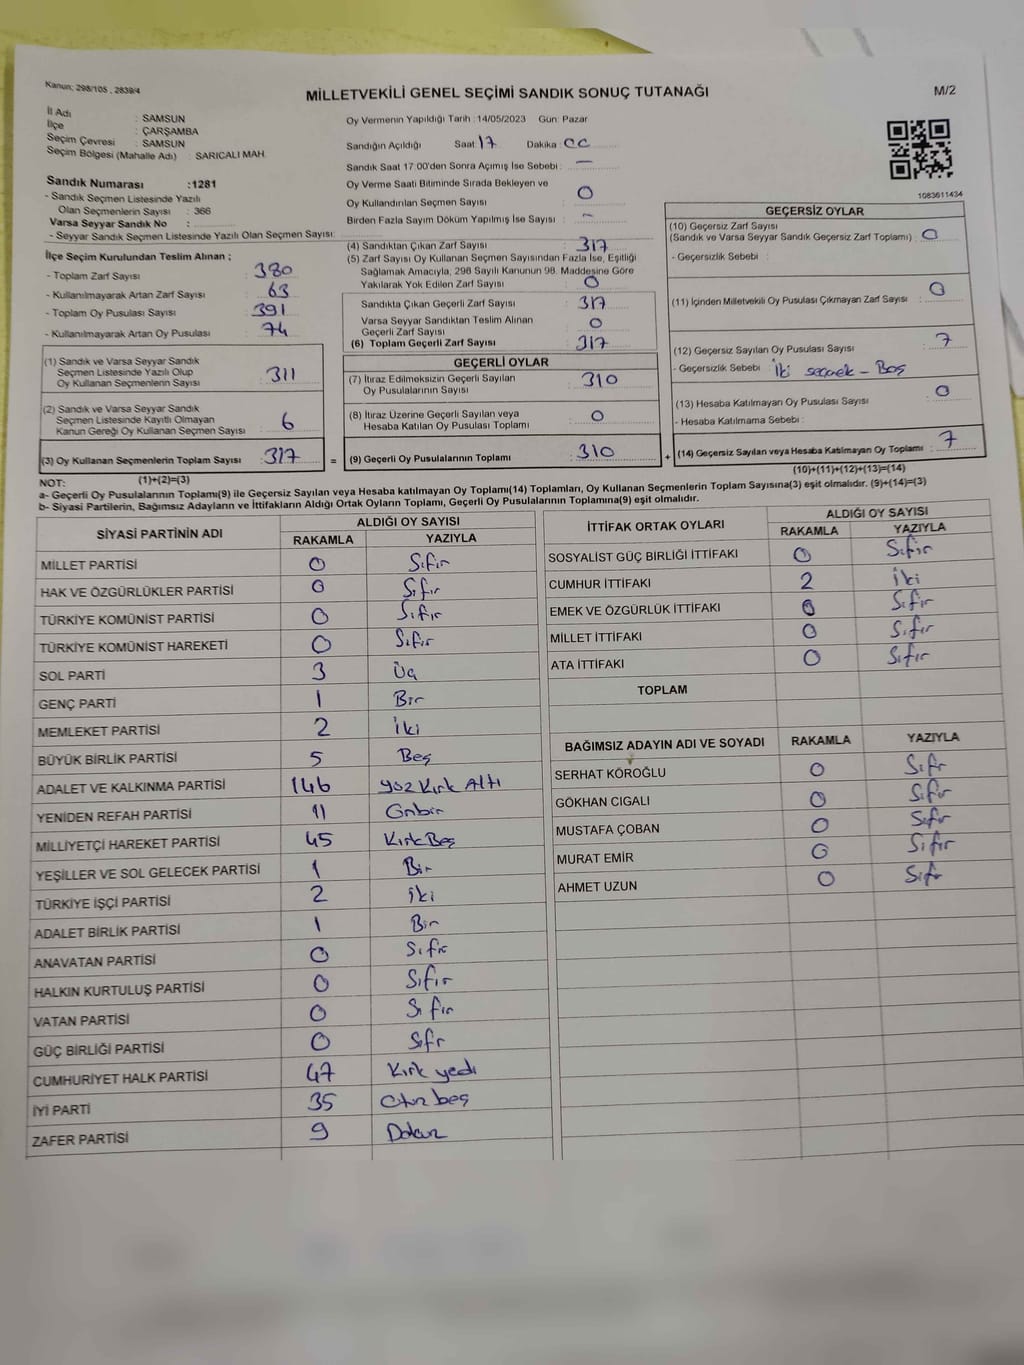 Kanun; 298/105 , 2839/4
MİLLETVEKİLİ GENEL SEÇİMİ SANDIK SONUÇ TUTANAĞI
M/2
İl Adı : SAMSUN
İlçe : ÇARŞAMBA
Seçim Çevresi : SAMSUN
Seçim Bölgesi (Mahalle Adı) : SARICALI MAH.
Sandık Numarası :1281
- Sandık Seçmen Listesinde Yazılı
Olan Seçmenlerin Sayısı : 366
Varsa Seyyar Sandık No :
- Seyyar Sandık Seçmen Listesinde Yazılı Olan Seçmen Sayısı:
İlçe Seçim Kurulundan Teslim Alınan ;
- Toplam Zarf Sayısı : 380
- Kullanılmayarak Artan Zarf Sayısı : 63
- Toplam Oy Pusulası Sayısı : 391
- Kullanılmayarak Artan Oy Pusulası : 74
(1) Sandık ve Varsa Seyyar Sandık
Seçmen Listesinde Yazılı Olup
Oy Kullanan Seçmenlerin Sayısı : 311
(2) Sandık ve Varsa Seyyar Sandık
Seçmen Listesinde Kayıtlı Olmayan
Kanun Gereği Oy Kullanan Seçmen Sayısı : 6
(3) Oy Kullanan Seçmenlerin Toplam Sayısı : 317
(1)+(2)=(3)
Oy Vermenin Yapıldığı Tarih :14/05/2023 Gün: Pazar
Sandığın Açıldığı Saat: 17 Dakika: 00
Sandık Saat 17:00'den Sonra Açımış İse Sebebi : —
Oy Verme Saati Bitiminde Sırada Bekleyen ve
Oy Kullandırılan Seçmen Sayısı : 0
Birden Fazla Sayım Döküm Yapılmış İse Sayısı : -
(4) Sandıktan Çıkan Zarf Sayısı : 317
(5) Zarf Sayısı Oy Kullanan Seçmen Sayısından Fazla İse, Eşitliği
Sağlamak Amacıyla, 298 Sayılı Kanunun 98. Maddesine Göre
Yakılarak Yok Edilen Zarf Sayısı : 0
Sandıkta Çıkan Geçerli Zarf Sayısı : 317
Varsa Seyyar Sandıktan Teslim Alınan
Geçerli Zarf Sayısı : 0
(6) Toplam Geçerli Zarf Sayısı : 317
GEÇERLİ OYLAR
(7) İtiraz Edilmeksizin Geçerli Sayılan
Oy Pusulalarının Sayısı : 310
(8) İtiraz Üzerine Geçerli Sayılan veya
Hesaba Katılan Oy Pusulası Toplamı : 0
= (9) Geçerli Oy Pusulalarının Toplamı : 310
1083611434
GEÇERSİZ OYLAR
(10) Geçersiz Zarf Sayısı
(Sandık ve Varsa Seyyar Sandık Geçersiz Zarf Toplamı) : 0
- Geçersizlik Sebebi :
(11) İçinden Milletvekili Oy Pusulası Çıkmayan Zarf Sayısı : 0
(12) Geçersiz Sayılan Oy Pusulası Sayısı : 7
- Geçersizlik Sebebi : İki seçmek - Boş
(13) Hesaba Katılmayan Oy Pusulası Sayısı : 0
- Hesaba Katılmama Sebebi :
+ (14) Geçersiz Sayılan veya Hesaba Katılmayan Oy Toplamı : 7
(10)+(11)+(12)+(13)=(14)
NOT:
a- Geçerli Oy Pusulalarının Toplamı(9) ile Geçersiz Sayılan veya Hesaba katılmayan Oy Toplamı(14) Toplamları, Oy Kullanan Seçmenlerin Toplam Sayısına(3) eşit olmalıdır. (9)+(14)=(3)
b- Siyasi Partilerin, Bağımsız Adayların ve İttifakların Aldığı Ortak Oyların Toplamı, Geçerli Oy Pusulalarının Toplamına(9) eşit olmalıdır.
SİYASİ PARTİNİN ADI ALDIĞI OY SAYISI
RAKAMLA YAZIYLA
MİLLET PARTİSİ 0 Sıfır
HAK VE ÖZGÜRLÜKLER PARTİSİ 0 Sıfır
TÜRKİYE KOMÜNİST PARTİSİ 0 Sıfır
TÜRKİYE KOMÜNİST HAREKETİ 0 Sıfır
SOL PARTİ 3 Üç
GENÇ PARTİ 1 Bir
MEMLEKET PARTİSİ 2 İki
BÜYÜK BİRLİK PARTİSİ 5 Beş
ADALET VE KALKINMA PARTİSİ 146 yüz Kırk Altı
YENİDEN REFAH PARTİSİ 11 Onbir
MİLLİYETÇİ HAREKET PARTİSİ 45 Kırk Beş
YEŞİLLER VE SOL GELECEK PARTİSİ 1 Bir
TÜRKİYE İŞÇİ PARTİSİ 2 iki
ADALET BİRLİK PARTİSİ 1 Bir
ANAVATAN PARTİSİ 0 Sıfır
HALKIN KURTULUŞ PARTİSİ 0 Sıfır
VATAN PARTİSİ 0 Sıfır
GÜÇ BİRLİĞİ PARTİSİ 0 Sıfr
CUMHURİYET HALK PARTİSİ 47 Kırk yedi
İYİ PARTİ 35 Otuz beş
ZAFER PARTİSİ 9 Dokuz
İTTİFAK ORTAK OYLARI ALDIĞI OY SAYISI
RAKAMLA YAZIYLA
SOSYALİST GÜÇ BİRLİĞİ İTTİFAKI 0 Sıfır
CUMHUR İTTİFAKI 2 İki
EMEK VE ÖZGÜRLÜK İTTİFAKI 0 Sıfır
MİLLET İTTİFAKI 0 Sıfır
ATA İTTİFAKI 0 Sıfır
TOPLAM
BAĞIMSIZ ADAYIN ADI VE SOYADI RAKAMLA YAZIYLA
SERHAT KÖROĞLU 0 Sıfr
GÖKHAN CIGALI 0 Sıfır
MUSTAFA ÇOBAN 0 Sıfır
MURAT EMİR 0 Sıfır
AHMET UZUN 0 Sıfr